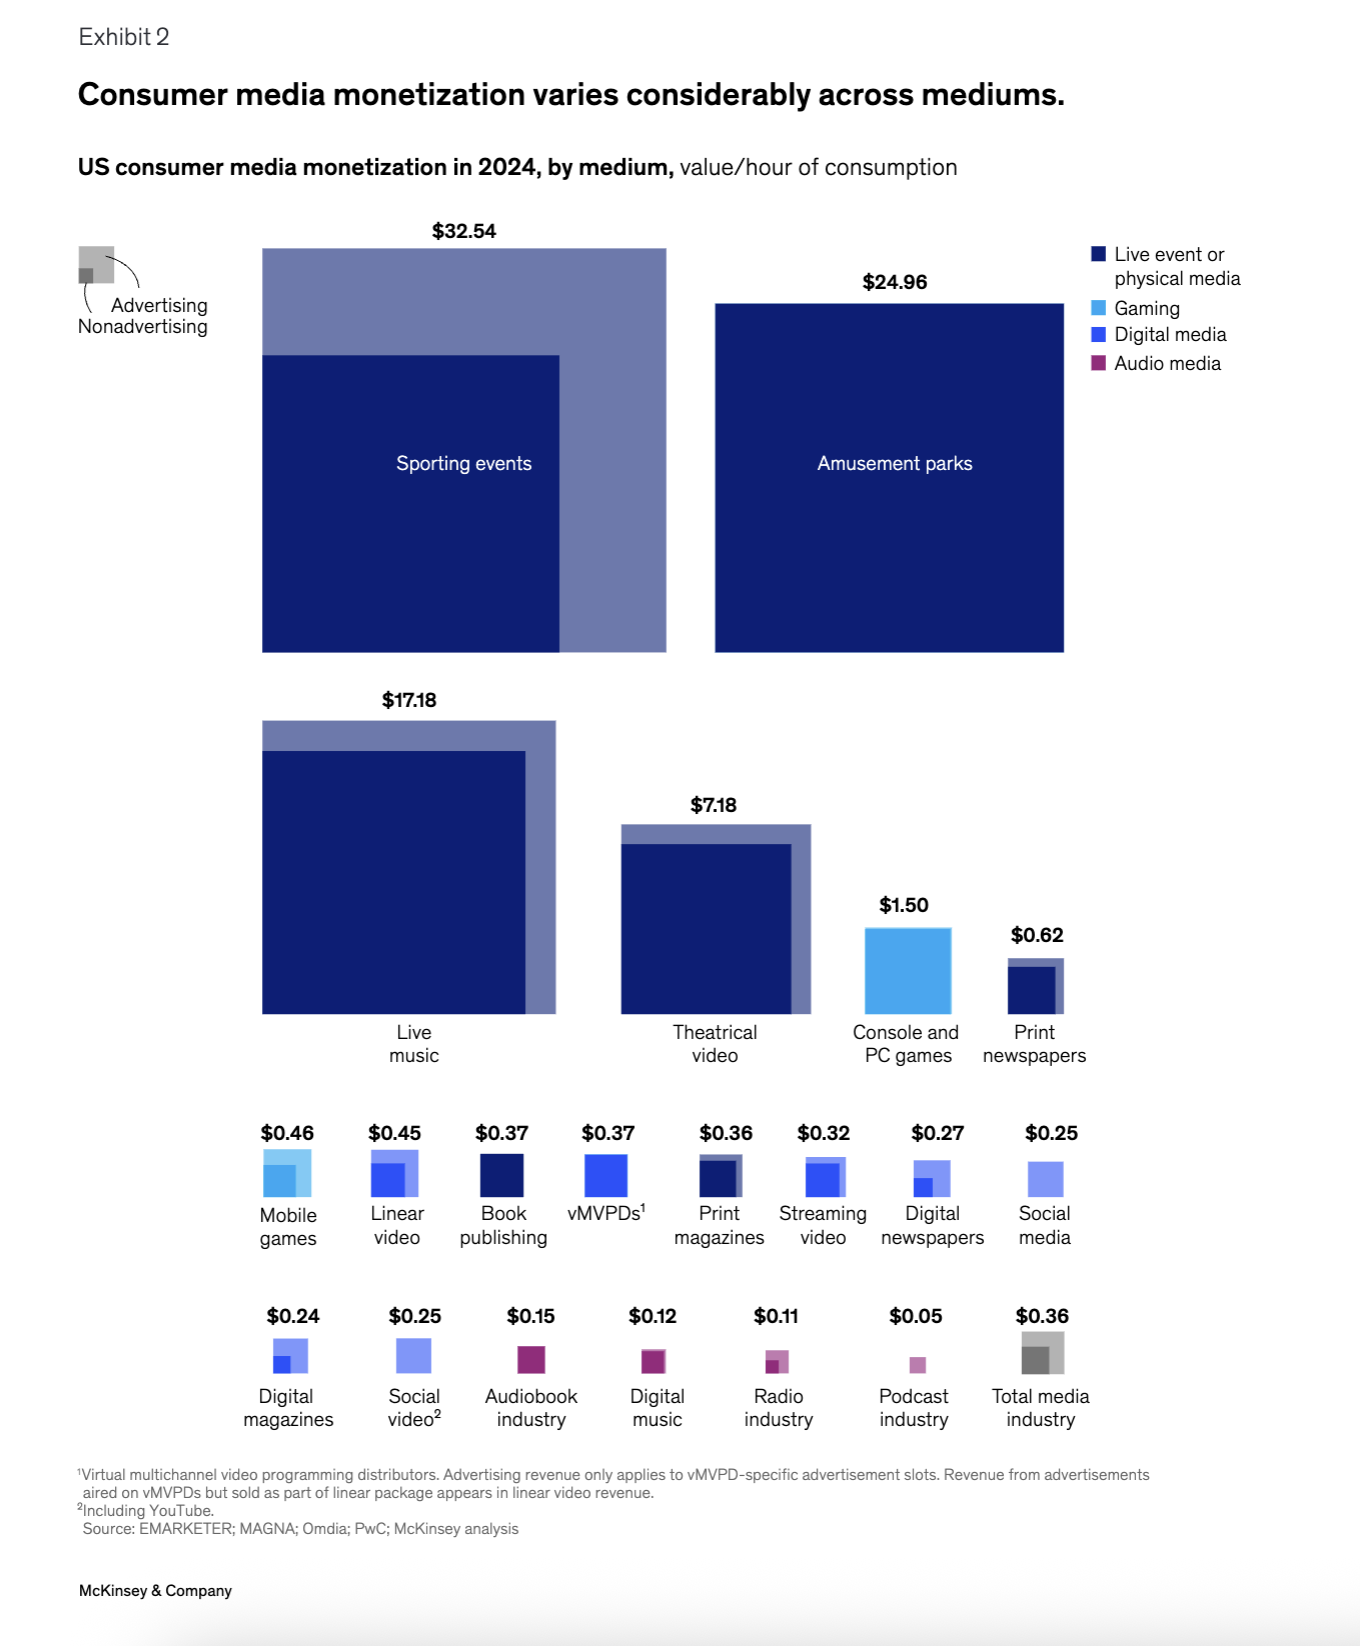 Exhibit 2
Consumer media monetization varies considerably across mediums.
US consumer media monetization in 2024, by medium, value/hour of consumption
Advertising
Nonadvertising
$32.54
Sporting events
$24.96
Amusement parks
Live event or
physical media
Gaming
Digital media
Audio media
$17.18
Live
music
$7.18
Theatrical
video
$1.50
Console and
PC games
$0.62
Print
newspapers
$0.46
Mobile
games
$0.45
Linear
video
$0.37
Book
publishing
$0.37
vMVPDs¹
$0.36
Print
magazines
$0.32
Streaming
video
$0.27
Digital
newspapers
$0.25
Social
media
$0.24
Digital
magazines
$0.25
Social
video²
$0.15
Audiobook
industry
$0.12
Digital
music
$0.11
Radio
industry
$0.05
Podcast
industry
$0.36
Total media
industry
¹Virtual multichannel video programming distributors. Advertising revenue only applies to vMVPD-specific advertisement slots. Revenue from advertisements
aired on vMVPDs but sold as part of linear package appears in linear video revenue.
²Including YouTube.
Source: EMARKETER; MAGNA; Omdia; PwC; McKinsey analysis
McKinsey & Company